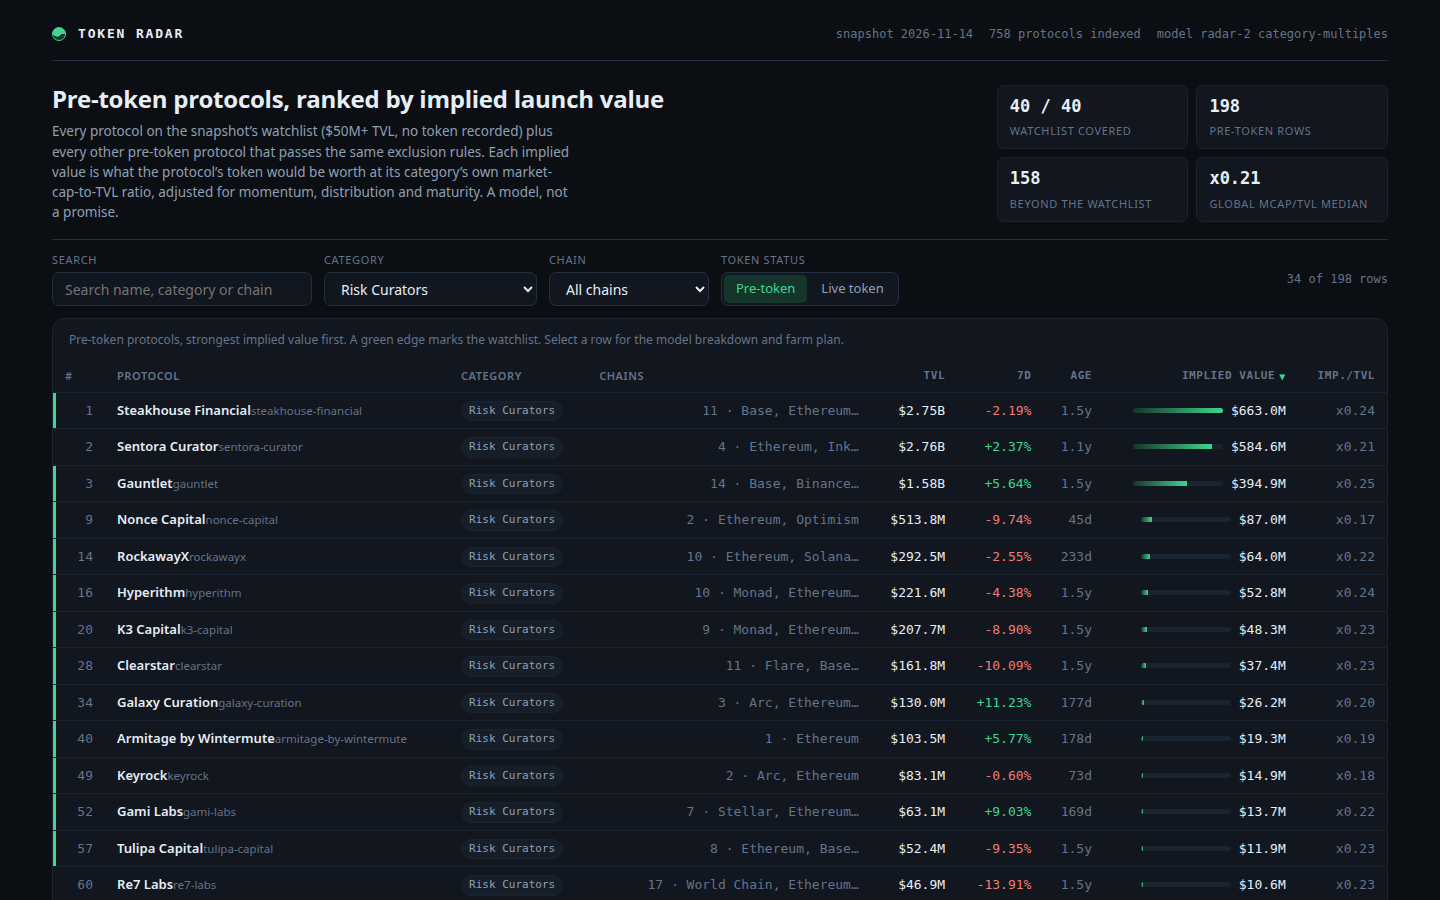 TOKEN RADAR
snapshot 2026-11-14 758 protocols indexed model radar-2 category-multiples
Pre-token protocols, ranked by implied launch value
Every protocol on the snapshot's watchlist ($50M+ TVL, no token recorded) plus
every other pre-token protocol that passes the same exclusion rules. Each implied
value is what the protocol's token would be worth at its category's own market-
cap-to-TVL ratio, adjusted for momentum, distribution and maturity. A model, not
a promise.
40 / 40
WATCHLIST COVERED
198
PRE-TOKEN ROWS
158
BEYOND THE WATCHLIST
x0.21
GLOBAL MCAP/TVL MEDIAN
SEARCH CATEGORY CHAIN TOKEN STATUS
Search name, category or chain Risk Curators All chains Pre-token Live token 34 of 198 rows
Pre-token protocols, strongest implied value first. A green edge marks the watchlist. Select a row for the model breakdown and farm plan.
# PROTOCOL CATEGORY CHAINS TVL 7D AGE IMPLIED VALUE ▼ IMP./TVL
1 Steakhouse Financial steakhouse-financial Risk Curators 11 · Base, Ethereum… $2.75B -2.19% 1.5y $663.0M x0.24
2 Sentora Curator sentora-curator Risk Curators 4 · Ethereum, Ink… $2.76B +2.37% 1.1y $584.6M x0.21
3 Gauntlet gauntlet Risk Curators 14 · Base, Binance… $1.58B +5.64% 1.5y $394.9M x0.25
9 Nonce Capital nonce-capital Risk Curators 2 · Ethereum, Optimism $513.8M -9.74% 45d $87.0M x0.17
14 RockawayX rockawayx Risk Curators 10 · Ethereum, Solana… $292.5M -2.55% 233d $64.0M x0.22
16 Hyperithm hyperithm Risk Curators 10 · Monad, Ethereum… $221.6M -4.38% 1.5y $52.8M x0.24
20 K3 Capital k3-capital Risk Curators 9 · Monad, Ethereum… $207.7M -8.90% 1.5y $48.3M x0.23
28 Clearstar clearstar Risk Curators 11 · Flare, Base… $161.8M -10.09% 1.5y $37.4M x0.23
34 Galaxy Curation galaxy-curation Risk Curators 3 · Arc, Ethereum… $130.0M +11.23% 177d $26.2M x0.20
40 Armitage by Wintermute armitage-by-wintermute Risk Curators 1 · Ethereum $103.5M +5.77% 178d $19.3M x0.19
49 Keyrock keyrock Risk Curators 2 · Arc, Ethereum $83.1M -0.60% 73d $14.9M x0.18
52 Gami Labs gami-labs Risk Curators 7 · Stellar, Ethereum… $63.1M +9.03% 169d $13.7M x0.22
57 Tulipa Capital tulipa-capital Risk Curators 8 · Ethereum, Base… $52.4M -9.35% 1.5y $11.9M x0.23
60 Re7 Labs re7-labs Risk Curators 17 · World Chain, Ethereum… $46.9M -13.91% 1.5y $10.6M x0.23